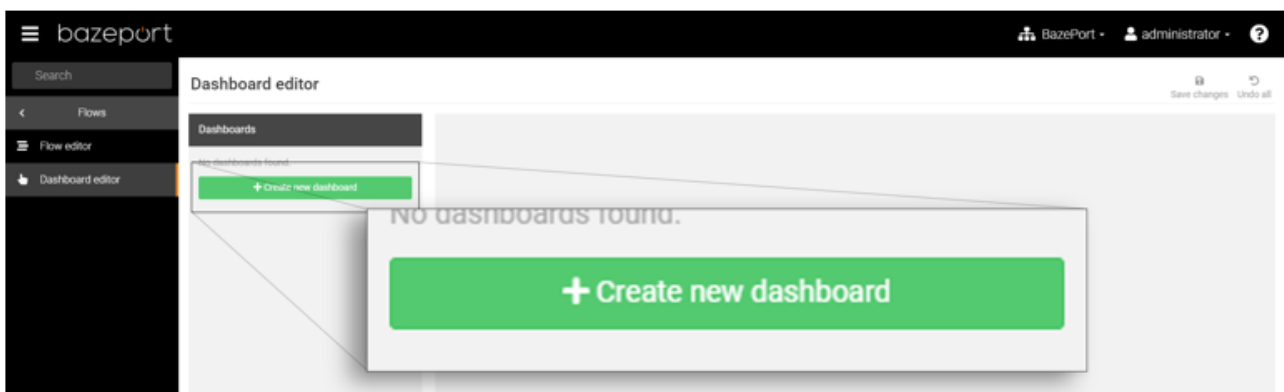 bazeport
BazePort
administrator
?
Search
Dashboard editor
Save changes
Undo all
Flows
Dashboards
Flow editor
No dashboards found.
Dashboard editor
+ Create new dashboard
No dashboards found.
+ Create new dashboard